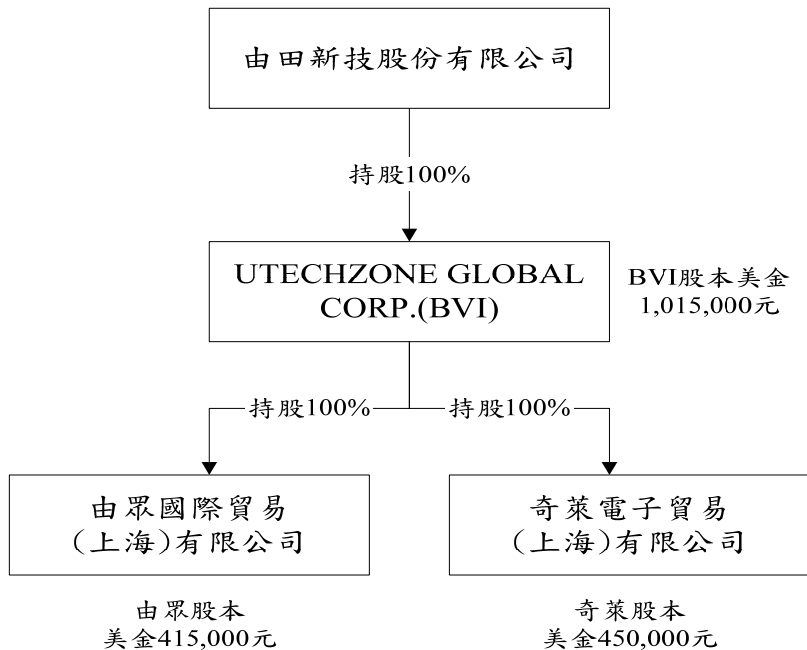 由田新技股份有限公司
持股100%
UTECHZONE GLOBAL
CORP.(BVI)
BVI股本美金
1,015,000元
持股100%
持股100%
由眾國際貿易
(上海)有限公司
奇萊電子貿易
(上海)有限公司
由眾股本
美金415,000元
奇萊股本
美金450,000元